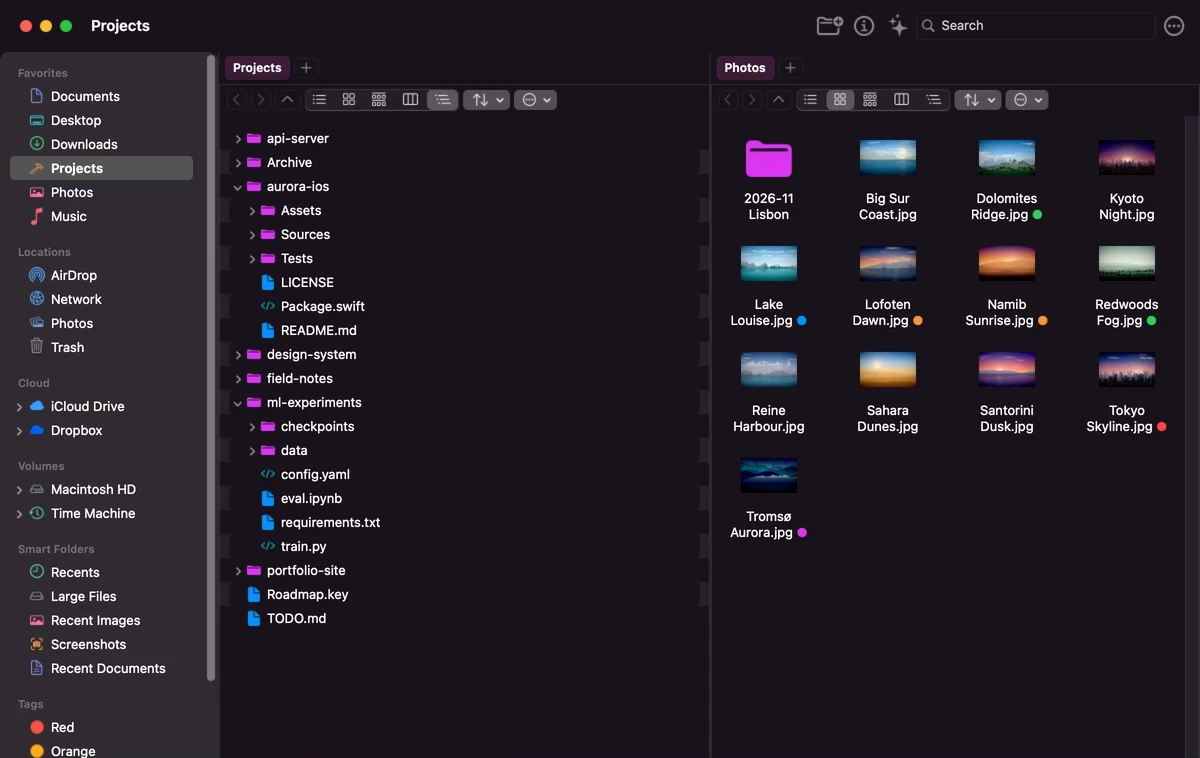 Projects
Search
Favorites
Documents
Desktop
Downloads
Projects
Photos
Music
Locations
AirDrop
Network
Photos
Trash
Cloud
iCloud Drive
Dropbox
Volumes
Macintosh HD
Time Machine
Smart Folders
Recents
Large Files
Recent Images
Screenshots
Recent Documents
Tags
Red
Orange
Projects
api-server
Archive
aurora-ios
Assets
Sources
Tests
LICENSE
Package.swift
README.md
design-system
field-notes
ml-experiments
checkpoints
data
config.yaml
eval.ipynb
requirements.txt
train.py
portfolio-site
Roadmap.key
TODO.md
Photos
2026-11
Lisbon
Big Sur
Coast.jpg
Dolomites
Ridge.jpg
Kyoto
Night.jpg
Lake
Louise.jpg
Lofoten
Dawn.jpg
Namib
Sunrise.jpg
Redwoods
Fog.jpg
Reine
Harbour.jpg
Sahara
Dunes.jpg
Santorini
Dusk.jpg
Tokyo
Skyline.jpg
Tromsø
Aurora.jpg